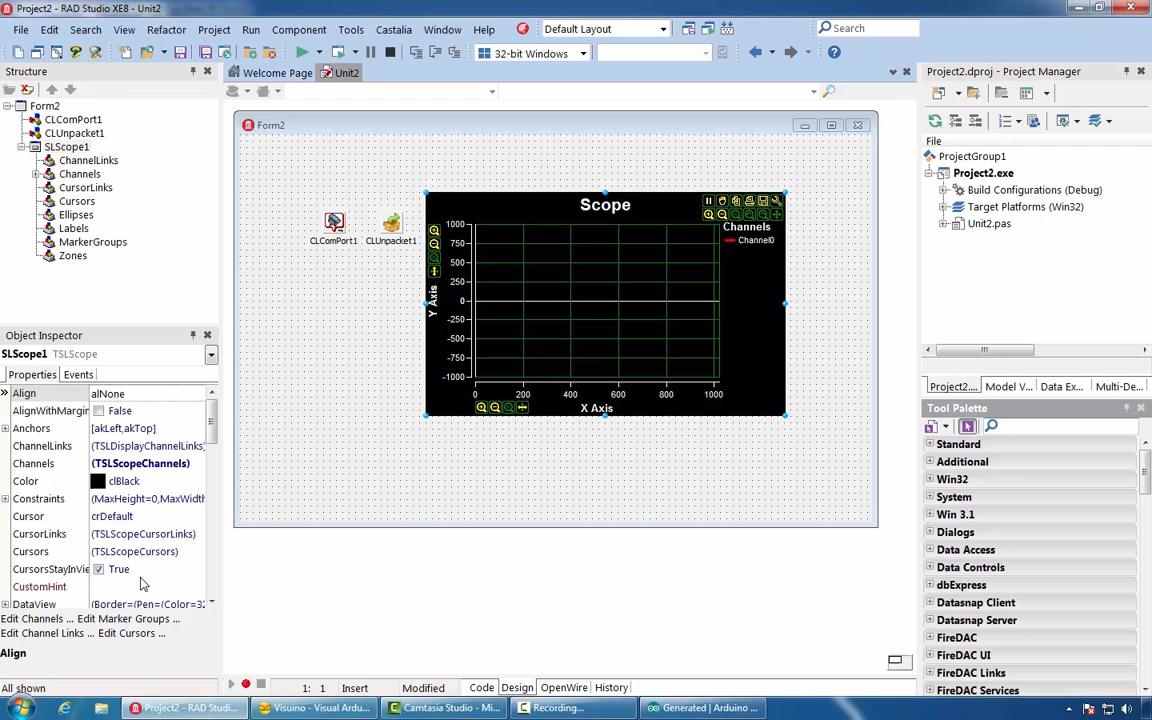 Project2 - RAD Studio XE8 - Unit2
File Edit Search View Refactor Project Run Component Tools Castalia Window Help
Default Layout
Search
32-bit Windows
Structure
Welcome Page
Unit2
Project2.dproj - Project Manager
Form2
CLComPort1
CLUnpacket1
SLScope1
ChannelLinks
Channels
CursorLinks
Cursors
Ellipses
Labels
MarkerGroups
Zones
Form2
CLComPort1
CLUnpacket1
Scope
Channels
Channel0
1000
750
500
250
0
-250
-500
-750
-1000
Y Axis
0 200 400 600 800 1000
X Axis
File
ProjectGroup1
Project2.exe
Build Configurations (Debug)
Target Platforms (Win32)
Unit2.pas
Object Inspector
SLScope1 TSLScope
Properties Events
Align alNone
AlignWithMargin False
Anchors [akLeft,akTop]
ChannelLinks (TSLDisplayChannelLinks)
Channels (TSLScopeChannels)
Color clBlack
Constraints (MaxHeight=0,MaxWidth
Cursor crDefault
CursorLinks (TSLScopeCursorLinks)
Cursors (TSLScopeCursors)
CursorsStayInVie True
CustomHint
DataView (Border=(Pen=(Color=32
Edit Channels ... Edit Marker Groups ...
Edit Channel Links ... Edit Cursors ...
Align
All shown
Project2.... Model V... Data Ex... Multi-De...
Tool Palette
Standard
Additional
Win32
System
Win 3.1
Dialogs
Data Access
Data Controls
dbExpress
Datasnap Client
Datasnap Server
FireDAC
FireDAC UI
FireDAC Links
FireDAC Services
1: 1 Insert Modified Code Design OpenWire History
Project2 - RAD Studi...
Visuino - Visual Ardu...
Camtasia Studio - Mi...
Recording...
Generated | Arduino ...